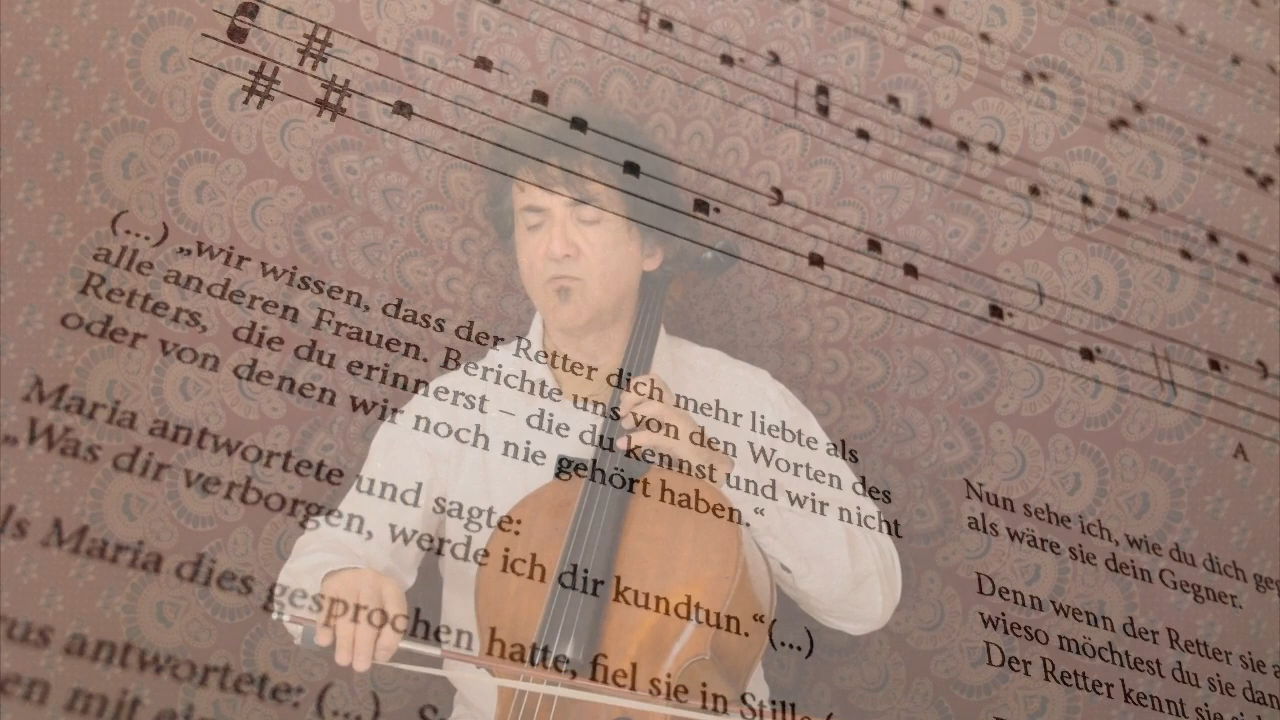 (...) „wir wissen, dass der Retter dich mehr liebte als
alle anderen Frauen. Berichte uns von den Worten des
Retters, die du erinnerst – die du kennst und wir nicht
oder von denen wir noch nie gehört haben.“
Maria antwortete und sagte:
„Was dir verborgen, werde ich dir kundtun.“ (...)
ls Maria dies gesprochen hatte, fiel sie in Stille
rus antwortete: (...)
en mit
A
Nun sehe ich, wie du dich
als wäre sie dein Gegner.
Denn wenn der Retter sie
wieso möchtest du sie
Der Retter kennt sie